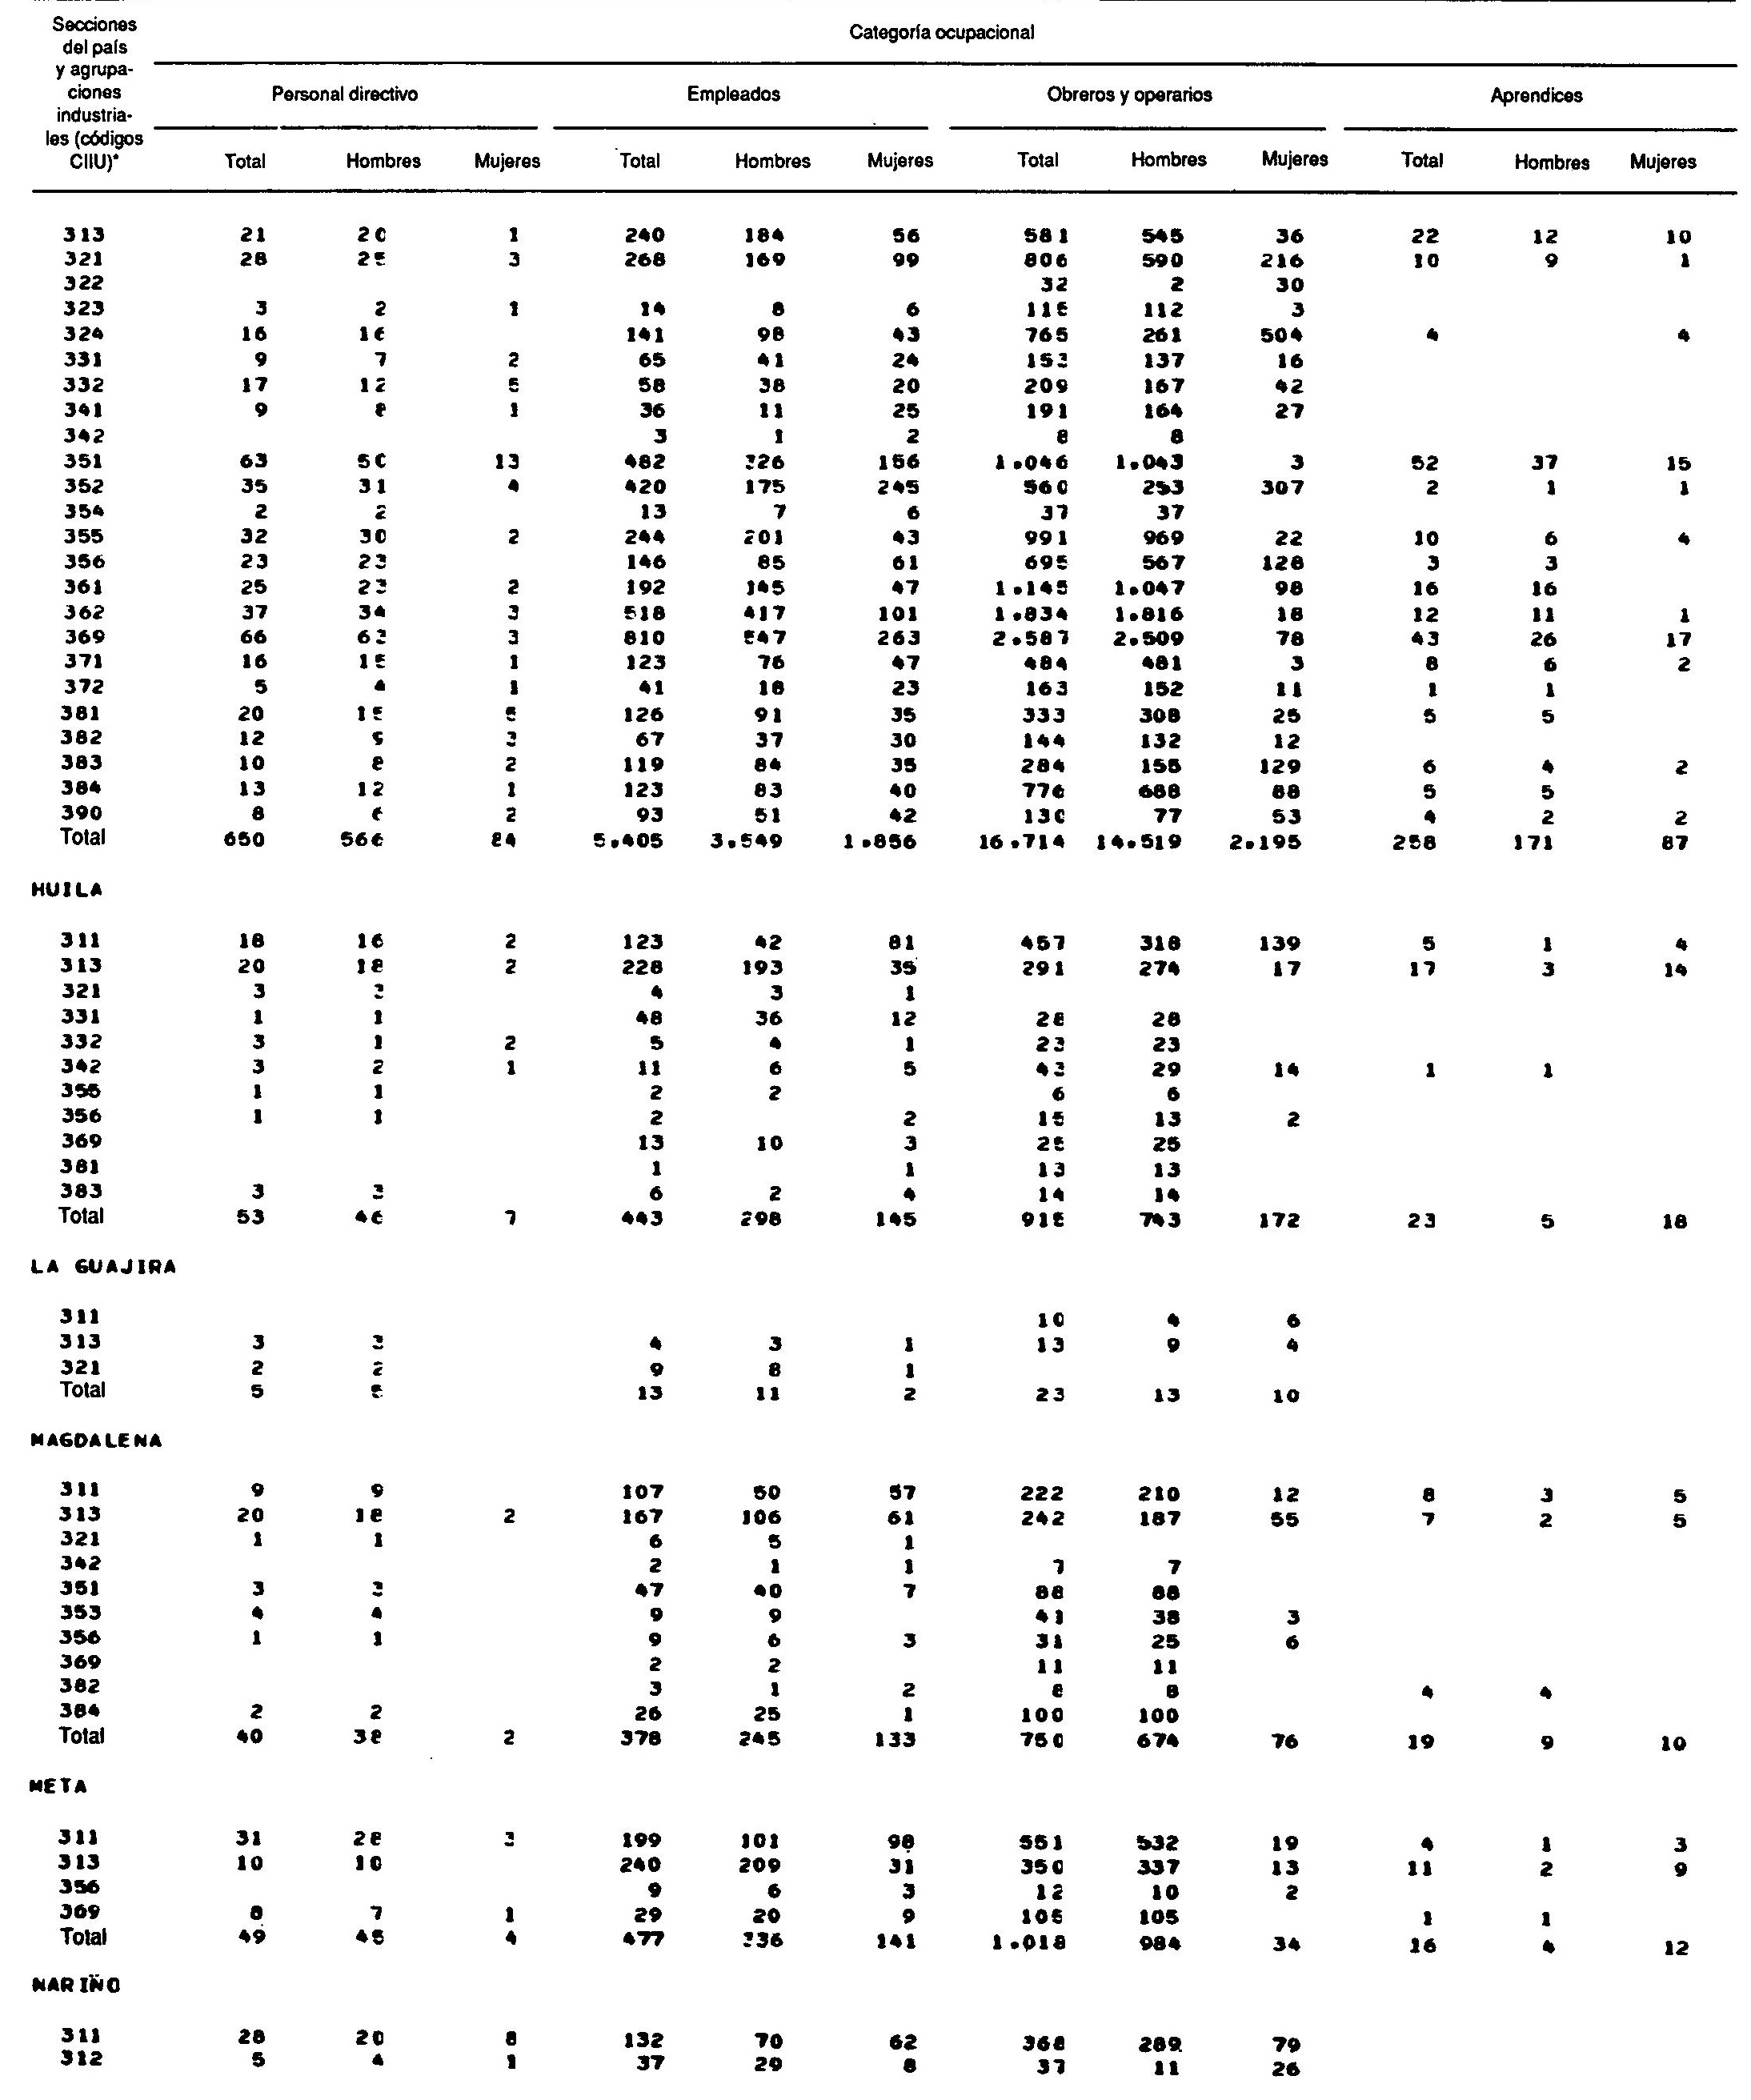 Secciones
del país
y agrupa-
ciones
industria-
les (códigos
CIIU)*
Categoría ocupacional
Personal directivo Empleados Obreros y operarios Aprendices
Total Hombres Mujeres Total Hombres Mujeres Total Hombres Mujeres Total Hombres Mujeres
313 21 20 1 240 184 56 581 545 36 22 12 10
321 28 25 3 268 169 99 806 590 216 10 9 1
322 32 2 30
323 3 2 1 14 8 6 115 112 3
324 16 16 141 98 43 765 261 504 4 4
331 9 7 2 65 41 24 153 137 16
332 17 12 5 58 38 20 209 167 42
341 9 8 1 36 11 25 191 164 27
342 3 1 2 8 8
351 63 50 13 482 326 156 1.046 1.043 3 52 37 15
352 35 31 4 420 175 245 560 253 307 2 1 1
354 2 2 13 7 6 37 37
355 32 30 2 244 201 43 991 969 22 10 6 4
356 23 23 146 85 61 695 567 128 3 3
361 25 23 2 192 145 47 1.145 1.047 98 16 16
362 37 34 3 518 417 101 1.834 1.816 18 12 11 1
369 66 63 3 810 547 263 2.587 2.509 78 43 26 17
371 16 15 1 123 76 47 484 481 3 8 6 2
372 5 4 1 41 18 23 163 152 11 1 1
381 20 15 5 126 91 35 333 308 25 5 5
382 12 9 3 67 37 30 144 132 12
383 10 8 2 119 84 35 284 155 129 6 4 2
384 13 12 1 123 83 40 776 688 88 5 5
390 8 6 2 93 51 42 130 77 53 4 2 2
Total 650 566 84 5.405 3.549 1.856 16.714 14.519 2.195 258 171 87
HUILA
311 18 16 2 123 42 81 457 318 139 5 1 4
313 20 18 2 228 193 35 291 274 17 17 3 14
321 3 3 4 3 1
331 1 1 48 36 12 28 28
332 3 1 2 5 4 1 23 23
342 3 2 1 11 6 5 43 29 14 1 1
355 1 1 2 2 6 6
356 1 1 2 2 15 13 2
369 13 10 3 25 25
381 1 1 13 13
383 3 3 6 2 4 14 14
Total 53 46 7 443 298 145 915 743 172 23 5 18
LA GUAJIRA
311 10 4 6
313 3 3 4 3 1 13 9 4
321 2 2 9 8 1
Total 5 5 13 11 2 23 13 10
MAGDALENA
311 9 9 107 50 57 222 210 12 8 3 5
313 20 18 2 167 106 61 242 187 55 7 2 5
321 1 1 6 5 1
342 2 1 1 7 7
351 3 3 47 40 7 88 88
353 4 4 9 9 41 38 3
356 1 1 9 6 3 31 25 6
369 2 2 11 11
382 3 1 2 8 8 4 4
384 2 2 26 25 1 100 100
Total 40 38 2 378 245 133 750 674 76 19 9 10
META
311 31 28 3 199 101 98 551 532 19 4 1 3
313 10 10 240 209 31 350 337 13 11 2 9
356 9 6 3 12 10 2
369 8 7 1 29 20 9 105 105 1 1
Total 49 45 4 477 336 141 1.018 984 34 16 4 12
NARIÑO
311 28 20 8 132 70 62 368 289 79
312 5 4 1 37 29 8 37 11 26